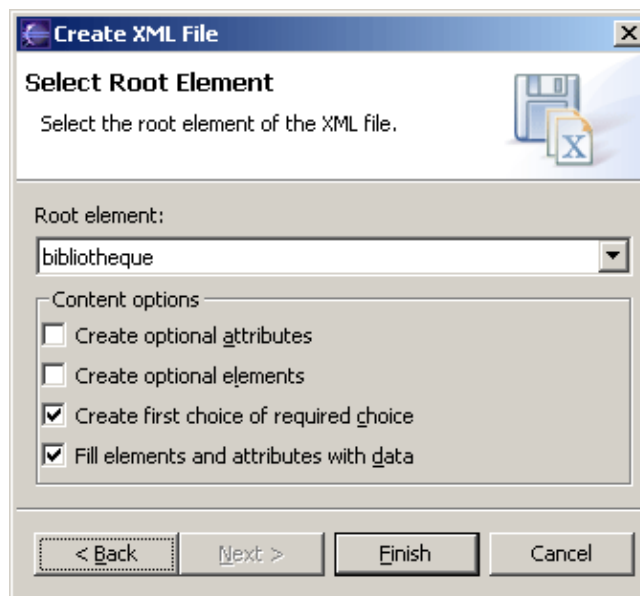 Create XML File
Select Root Element
Select the root element of the XML file.
X
Root element:
bibliotheque
Content options
Create optional attributes
Create optional elements
Create first choice of required choice
Fill elements and attributes with data
< Back Next > Finish Cancel